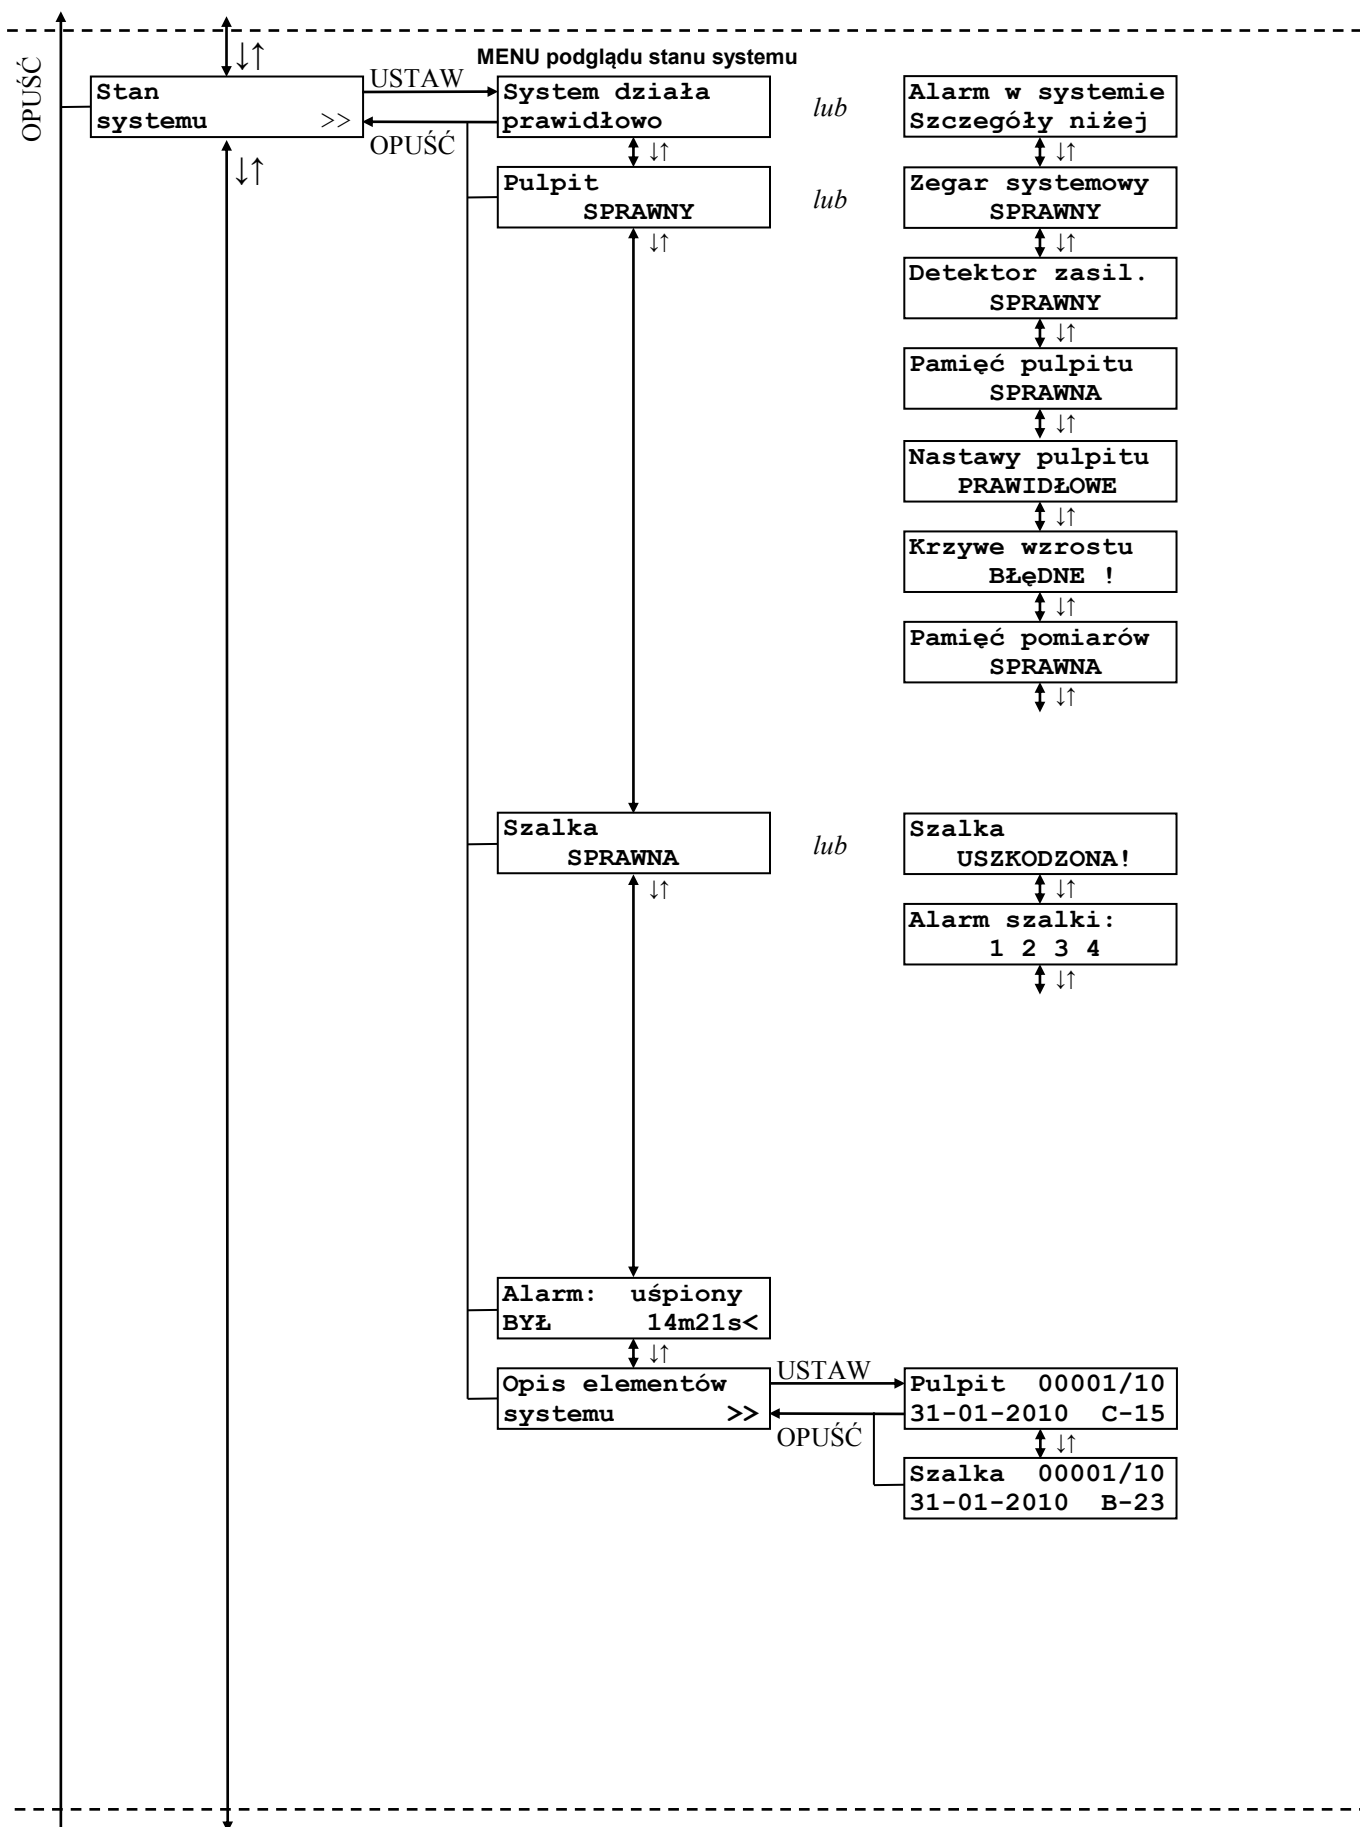 OPUŚĆ
↓↑
MENU podglądu stanu systemu
Stan
systemu >>
USTAW
OPUŚĆ
System działa
prawidłowo
lub
Alarm w systemie
Szczegóły niżej
↓↑
↓↑
↓↑
Pulpit
SPRAWNY
lub
Zegar systemowy
SPRAWNY
↓↑
↓↑
Detektor zasil.
SPRAWNY
↓↑
Pamięć pulpitu
SPRAWNA
↓↑
Nastawy pulpitu
PRAWIDŁOWE
↓↑
Krzywe wzrostu
BŁęDNE !
↓↑
Pamięć pomiarów
SPRAWNA
↓↑
Szalka
SPRAWNA
lub
Szalka
USZKODZONA!
↓↑
↓↑
Alarm szalki:
1 2 3 4
↓↑
Alarm: uśpiony
BYŁ 14m21s<
↓↑
Opis elementów
systemu >>
USTAW
OPUŚĆ
Pulpit 00001/10
31-01-2010 C-15
↓↑
Szalka 00001/10
31-01-2010 B-23